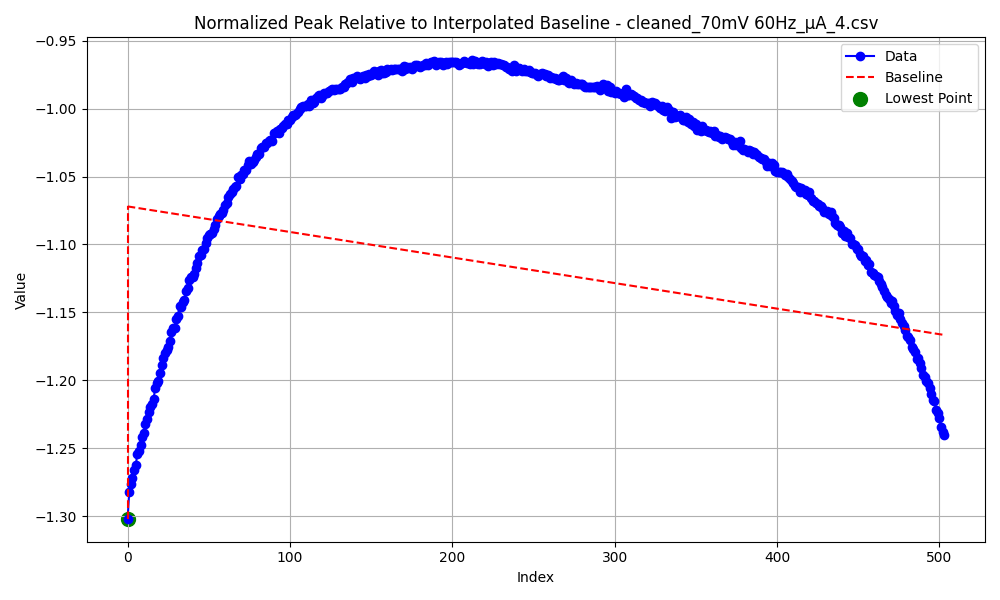 Normalized Peak Relative to Interpolated Baseline - cleaned_70mV 60Hz_μA_4.csv
Data
Baseline
Lowest Point
−0.95
−1.00
−1.05
−1.10
−1.15
−1.20
−1.25
−1.30
Value
0
100
200
300
400
500
Index